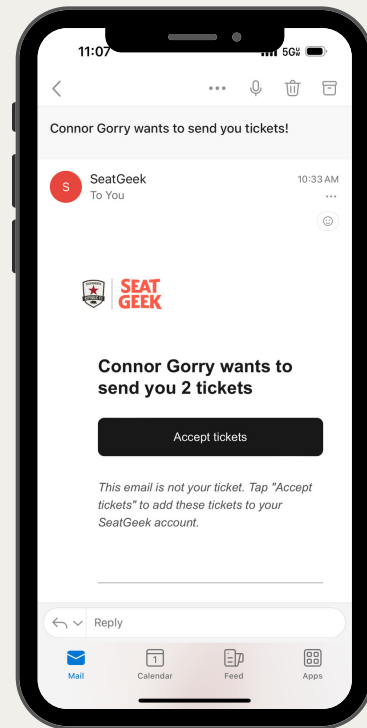 11:07
5G
Connor Gorry wants to send you tickets!
S
SeatGeek
10:33 AM
To You
SEAT
GEEK
Connor Gorry wants to
send you 2 tickets
Accept tickets
This email is not your ticket. Tap "Accept
tickets" to add these tickets to your
SeatGeek account.
Reply
1
Mail
Calendar
Feed
Apps